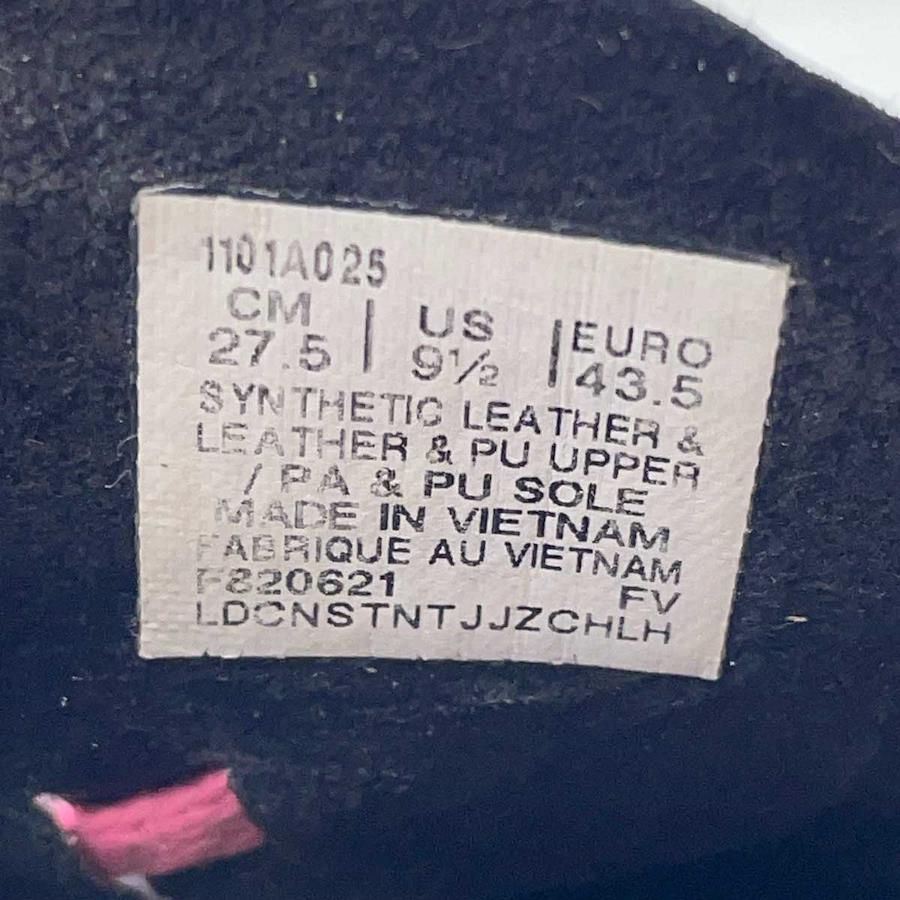 1101A025
CM | US | EURO
27.5 | 9½ | 43.5
SYNTHETIC LEATHER &
LEATHER & PU UPPER
/ PA & PU SOLE
MADE IN VIETNAM
FABRIQUE AU VIETNAM
F820621 FV
LDCNSTNTJJZCHLH